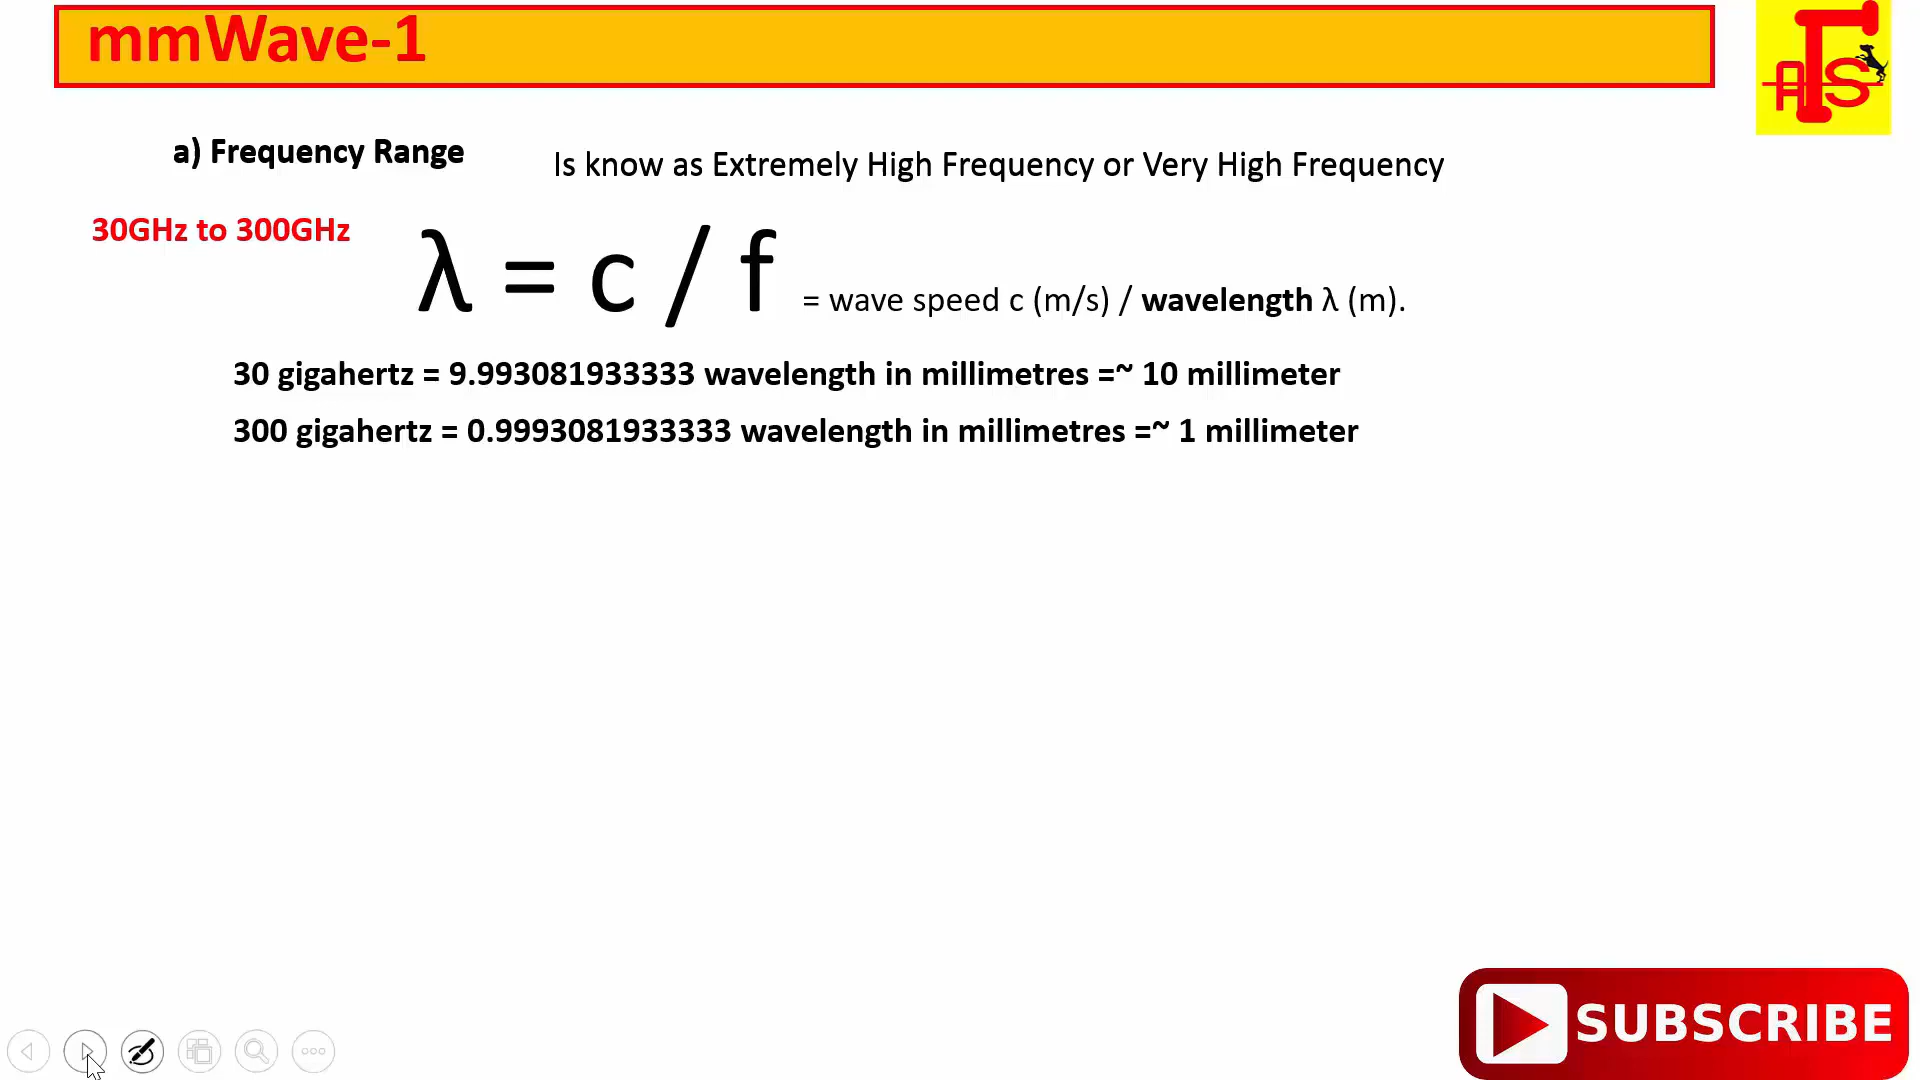 mmWave-1
AFS
a) Frequency Range
Is know as Extremely High Frequency or Very High Frequency
30GHz to 300GHz
λ = c / f = wave speed c (m/s) / wavelength λ (m).
30 gigahertz = 9.993081933333 wavelength in millimetres =~ 10 millimeter
300 gigahertz = 0.9993081933333 wavelength in millimetres =~ 1 millimeter
SUBSCRIBE